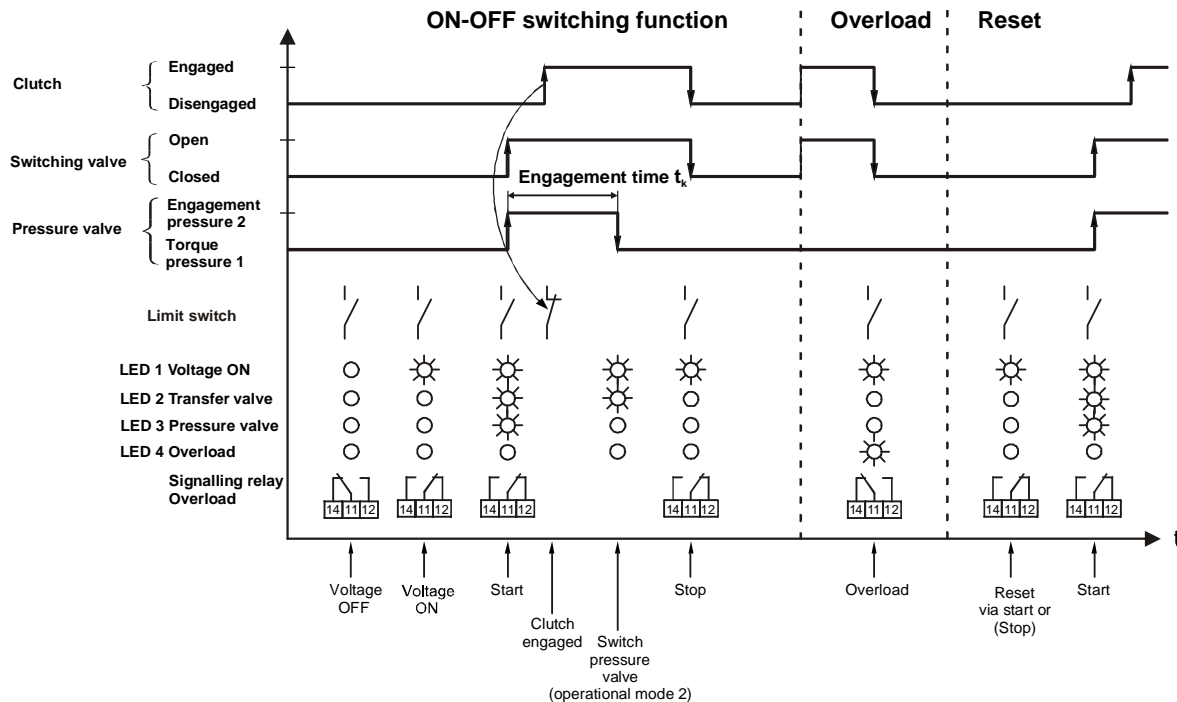 ON-OFF switching function
Overload
Reset
Clutch
Engaged
Disengaged
Switching valve
Open
Closed
Engagement time tk
Pressure valve
Engagement
pressure 2
Torque
pressure 1
Limit switch
LED 1 Voltage ON
LED 2 Transfer valve
LED 3 Pressure valve
LED 4 Overload
Signalling relay
Overload
14 11 12
14 11 12
14 11 12
14 11 12
14 11 12
14 11 12
14 11 12
t
Voltage
OFF
Voltage
ON
Start
Clutch
engaged
Switch
pressure
valve
(operational mode 2)
Stop
Overload
Reset
via start or
(Stop)
Start